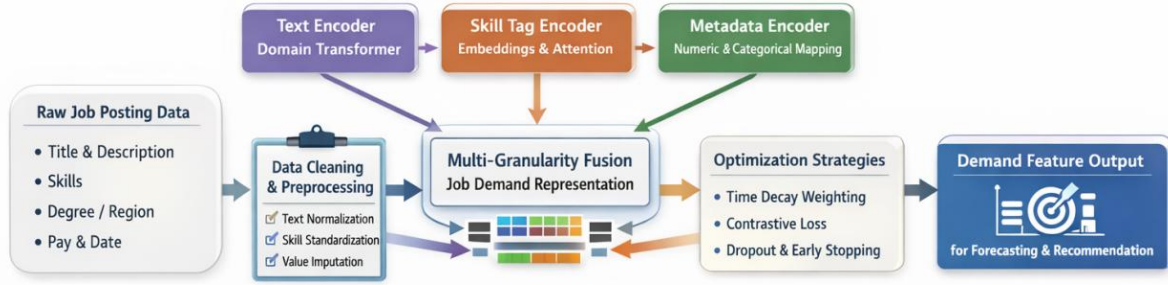 Text Encoder
Domain Transformer
Skill Tag Encoder
Embeddings & Attention
Metadata Encoder
Numeric & Categorical Mapping
Raw Job Posting Data
• Title & Description
• Skills
• Degree / Region
• Pay & Date
Data Cleaning
& Preprocessing
Text Normalization
Skill Standardization
Value Imputation
Multi-Granularity Fusion
Job Demand Representation
Optimization Strategies
• Time Decay Weighting
• Contrastive Loss
• Dropout & Early Stopping
Demand Feature Output
for Forecasting & Recommendation